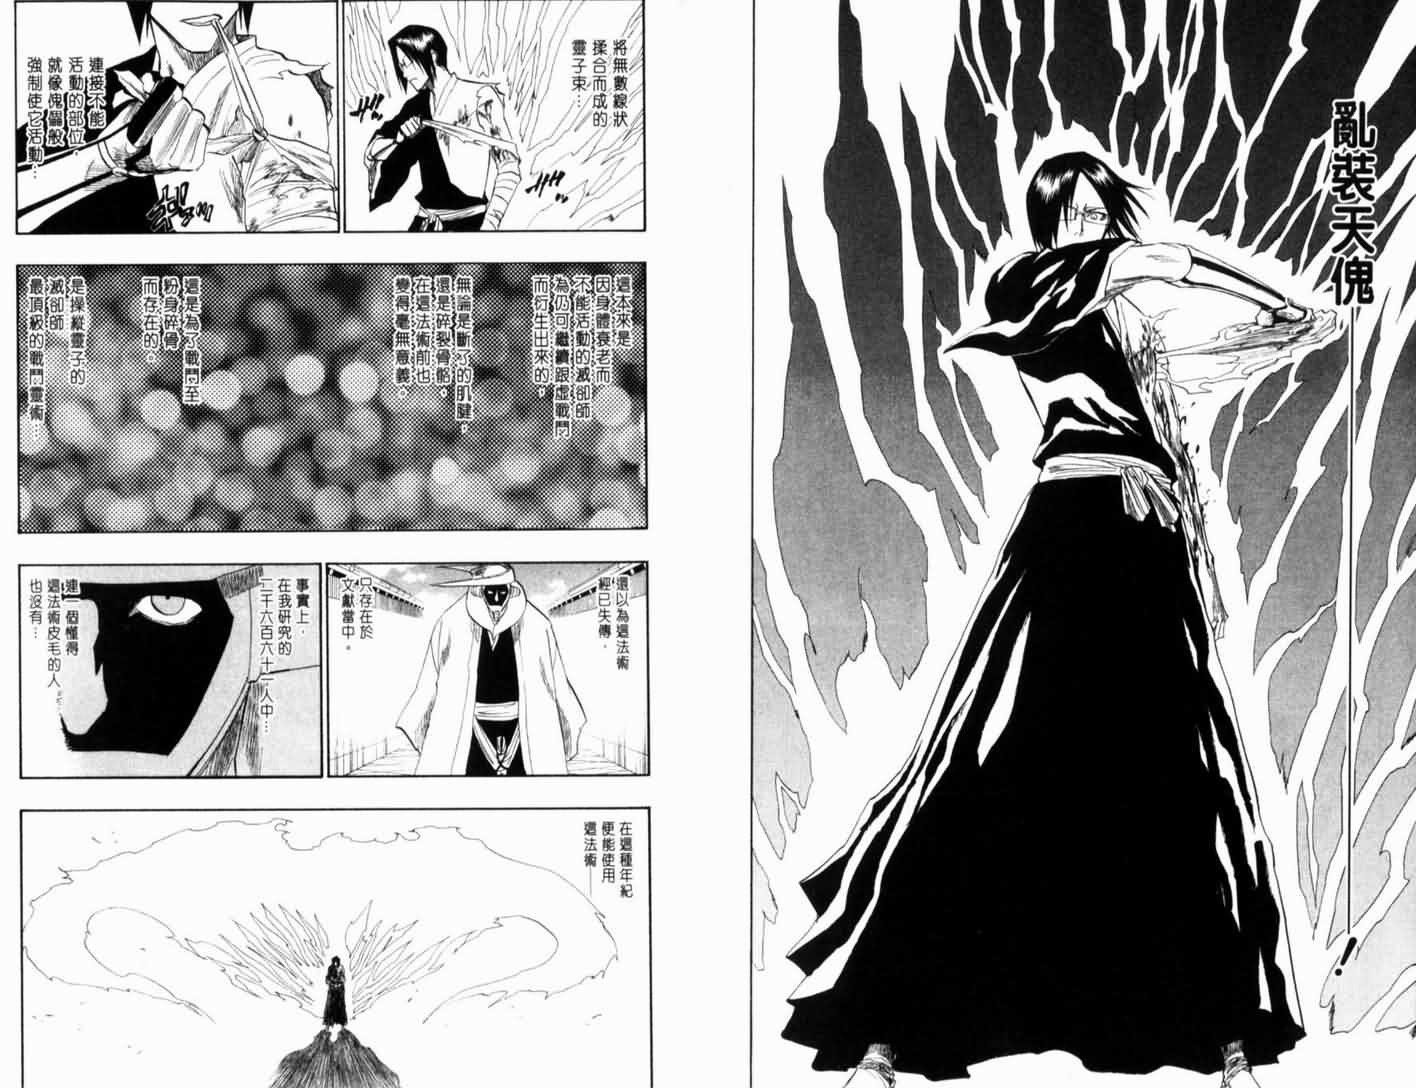 亂裝天傀——！
將無數線狀
揉合而成的
靈子束…
連接不能
活動的部位，
就像傀儡般
強制使它活動…
這本來是
因身體衰老而
不能活動的滅卻師
為仍可繼續跟虛戰鬥
而衍生出來的，
無論是斷了的肌腱，
還是碎裂骨骼，
在這法術前也
變得毫無意義。
這是為了戰鬥至
粉身碎骨
而存在的。
是操縱靈子的
滅卻師
最頂級的戰鬥靈術…
還以為這法術
經已失傳，
只存在於
文獻當中。
事實上，
在我研究的
二千六百六十一人中…
連一個懂得
這法術皮毛的人
也沒有…
在這種年紀
便能使用
這法術——